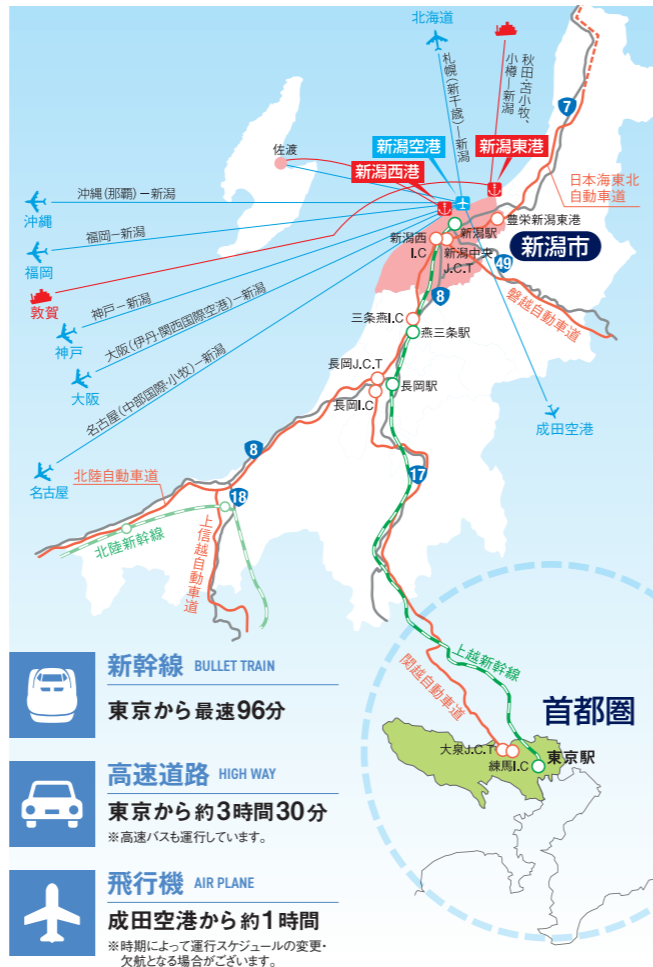 北海道
札幌(新千歳)ー新潟
秋田・苫小牧、
小樽ー新潟
7
佐渡
新潟空港
新潟東港
新潟西港
日本海東北
自動車道
沖縄(那覇)ー新潟
沖縄
福岡ー新潟
福岡
敦賀
神戸ー新潟
神戸
大阪(伊丹・関西国際空港)ー新潟
大阪
名古屋(中部国際・小牧)ー新潟
名古屋
豊栄新潟東港
新潟駅
新潟市
新潟西
I.C
新潟中央
J.C.T
49
8
磐越自動車道
三条燕I.C
燕三条駅
長岡J.C.T
長岡駅
長岡I.C
成田空港
8
17
北陸自動車道
18
北陸新幹線
上信越自動車道
上越新幹線
関越自動車道
首都圏
大泉J.C.T
練馬I.C
東京駅
新幹線 BULLET TRAIN
東京から最速96分
高速道路 HIGH WAY
東京から約3時間30分
※高速バスも運行しています。
飛行機 AIR PLANE
成田空港から約1時間
※時期によって運行スケジュールの変更・
欠航となる場合がございます。